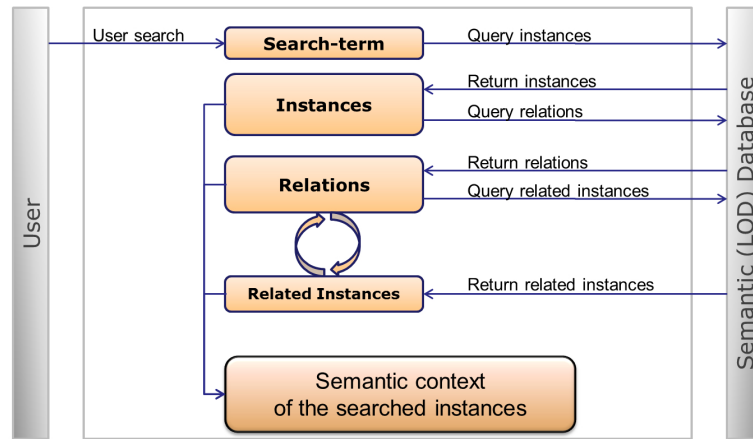 User search
Search-term
Query instances
Return instances
Instances
Query relations
Return relations
Relations
Query related instances
User
Semantic (LOD) Database
Return related instances
Related Instances
Semantic context
of the searched instances